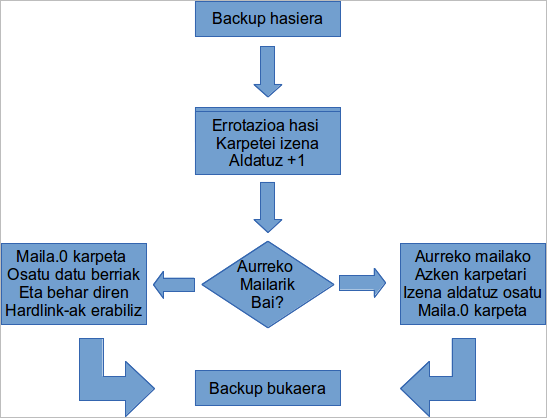 Backup hasiera
Errotazioa hasi
Karpetei izena
Aldatuz +1
Aurreko
Mailarik
Bai?
Maila.0 karpeta
Osatu datu berriak
Eta behar diren
Hardlink-ak erabiliz
Aurreko mailako
Azken karpetari
Izena aldatuz osatu
Maila.0 karpeta
Backup bukaera